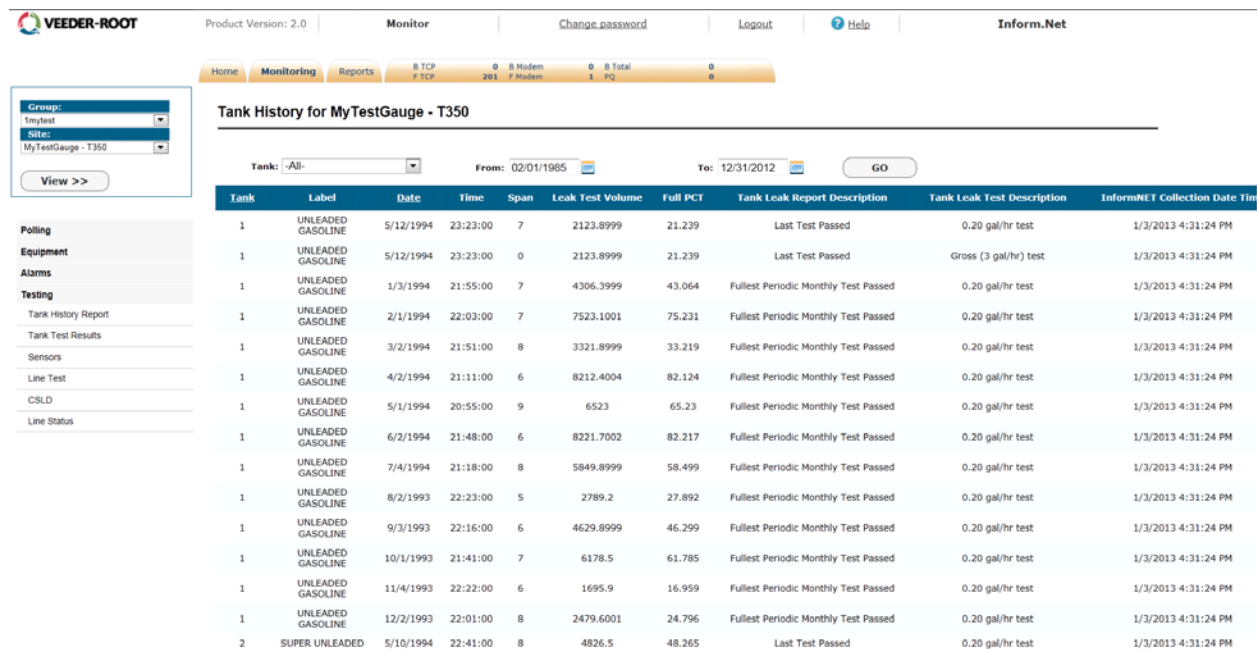 VEEDER-ROOT Product Version: 2.0 Monitor Change password Logout Help Inform.Net
Home Monitoring Reports B TCP 0 B Modem 0 B Total 0
F TCP 201 F Modem 1 PQ 0
Group:
1mytest
Site:
MyTestGauge - T350
View >>
Polling
Equipment
Alarms
Testing
Tank History Report
Tank Test Results
Sensors
Line Test
CSLD
Line Status
Tank History for MyTestGauge - T350
Tank: -All- From: 02/01/1985 To: 12/31/2012 GO
Tank Label Date Time Span Leak Test Volume Full PCT Tank Leak Report Description Tank Leak Test Description InformNET Collection Date Tim
1 UNLEADED GASOLINE 5/12/1994 23:23:00 7 2123.8999 21.239 Last Test Passed 0.20 gal/hr test 1/3/2013 4:31:24 PM
1 UNLEADED GASOLINE 5/12/1994 23:23:00 0 2123.8999 21.239 Last Test Passed Gross (3 gal/hr) test 1/3/2013 4:31:24 PM
1 UNLEADED GASOLINE 1/3/1994 21:55:00 7 4306.3999 43.064 Fullest Periodic Monthly Test Passed 0.20 gal/hr test 1/3/2013 4:31:24 PM
1 UNLEADED GASOLINE 2/1/1994 22:03:00 7 7523.1001 75.231 Fullest Periodic Monthly Test Passed 0.20 gal/hr test 1/3/2013 4:31:24 PM
1 UNLEADED GASOLINE 3/2/1994 21:51:00 8 3321.8999 33.219 Fullest Periodic Monthly Test Passed 0.20 gal/hr test 1/3/2013 4:31:24 PM
1 UNLEADED GASOLINE 4/2/1994 21:11:00 6 8212.4004 82.124 Fullest Periodic Monthly Test Passed 0.20 gal/hr test 1/3/2013 4:31:24 PM
1 UNLEADED GASOLINE 5/1/1994 20:55:00 9 6523 65.23 Fullest Periodic Monthly Test Passed 0.20 gal/hr test 1/3/2013 4:31:24 PM
1 UNLEADED GASOLINE 6/2/1994 21:48:00 6 8221.7002 82.217 Fullest Periodic Monthly Test Passed 0.20 gal/hr test 1/3/2013 4:31:24 PM
1 UNLEADED GASOLINE 7/4/1994 21:18:00 8 5849.8999 58.499 Fullest Periodic Monthly Test Passed 0.20 gal/hr test 1/3/2013 4:31:24 PM
1 UNLEADED GASOLINE 8/2/1993 22:23:00 5 2789.2 27.892 Fullest Periodic Monthly Test Passed 0.20 gal/hr test 1/3/2013 4:31:24 PM
1 UNLEADED GASOLINE 9/3/1993 22:16:00 6 4629.8999 46.299 Fullest Periodic Monthly Test Passed 0.20 gal/hr test 1/3/2013 4:31:24 PM
1 UNLEADED GASOLINE 10/1/1993 21:41:00 7 6178.5 61.785 Fullest Periodic Monthly Test Passed 0.20 gal/hr test 1/3/2013 4:31:24 PM
1 UNLEADED GASOLINE 11/4/1993 22:22:00 6 1695.9 16.959 Fullest Periodic Monthly Test Passed 0.20 gal/hr test 1/3/2013 4:31:24 PM
1 UNLEADED GASOLINE 12/2/1993 22:01:00 8 2479.6001 24.796 Fullest Periodic Monthly Test Passed 0.20 gal/hr test 1/3/2013 4:31:24 PM
2 SUPER UNLEADED 5/10/1994 22:41:00 8 4826.5 48.265 Last Test Passed 0.20 gal/hr test 1/3/2013 4:31:24 PM